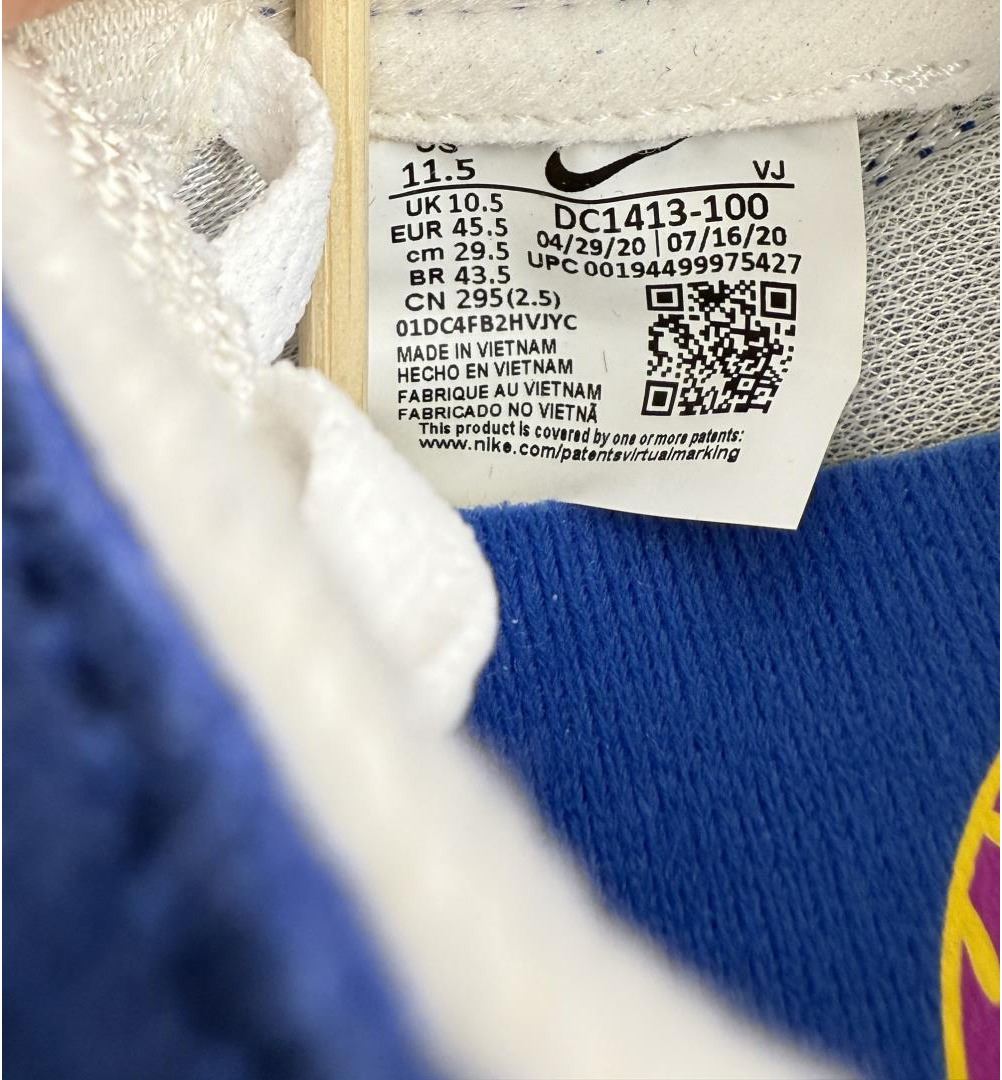 US
11.5
VJ
UK 10.5
EUR 45.5
cm 29.5
BR 43.5
CN 295(2.5)
01DC4FB2HVJYC
DC1413-100
04/29/20 | 07/16/20
UPC 00194499975427
MADE IN VIETNAM
HECHO EN VIETNAM
FABRIQUE AU VIETNAM
FABRICADO NO VIETNÃ
This product is covered by one or more patents:
www.nike.com/patentsvirtualmarking